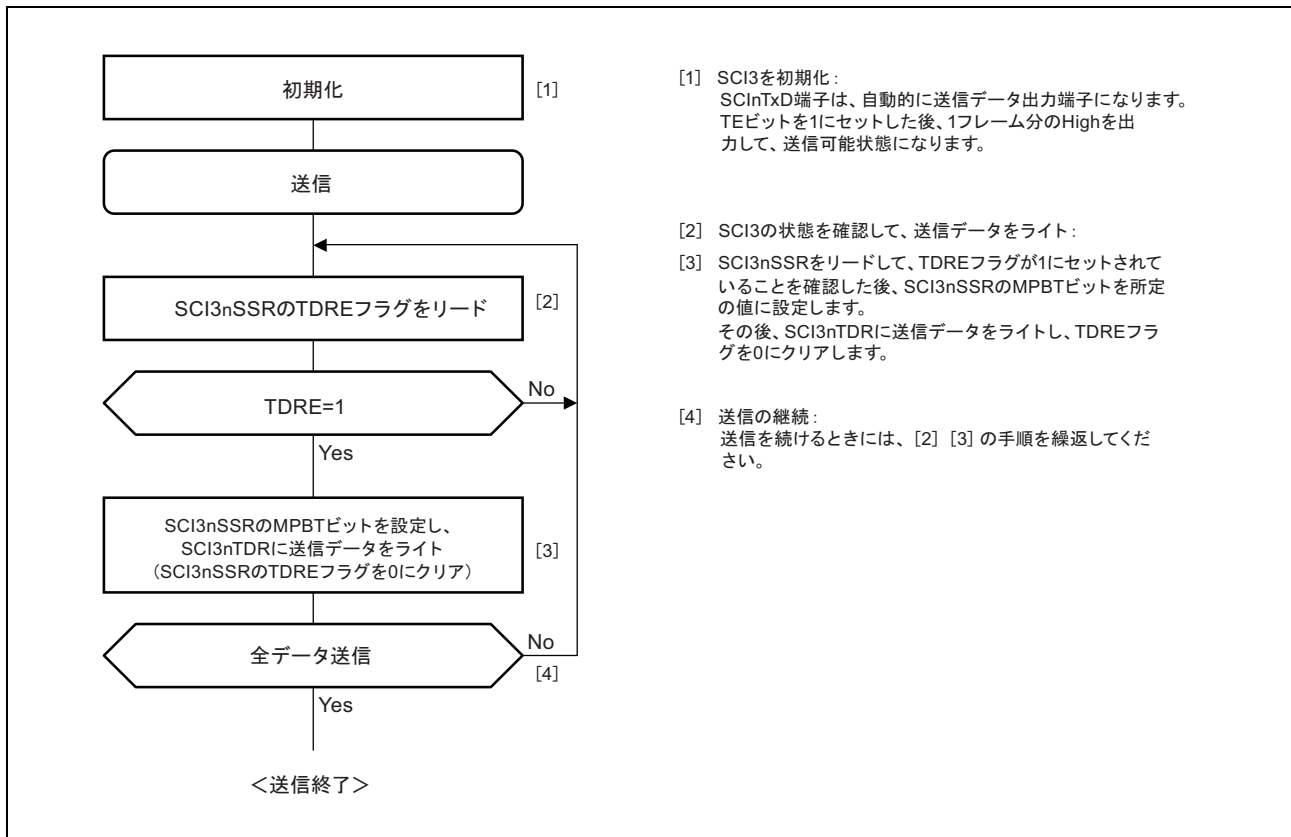 初期化
[1]
送信
SCI3nSSRのTDREフラグをリード
[2]
TDRE=1
No
Yes
SCI3nSSRのMPBTビットを設定し、
SCI3nTDRに送信データをライト
（SCI3nSSRのTDREフラグを0にクリア）
[3]
全データ送信
No
[4]
Yes
＜送信終了＞
[1] SCI3を初期化：
SCInTxD端子は、自動的に送信データ出力端子になります。
TEビットを1にセットした後、1フレーム分のHighを出
力して、送信可能状態になります。
[2] SCI3の状態を確認して、送信データをライト：
[3] SCI3nSSRをリードして、TDREフラグが1にセットされて
いることを確認した後、SCI3nSSRのMPBTビットを所定
の値に設定します。
その後、SCI3nTDRに送信データをライトし、TDREフラ
グを0にクリアします。
[4] 送信の継続：
送信を続けるときには、[2] [3] の手順を繰返してくだ
さい。